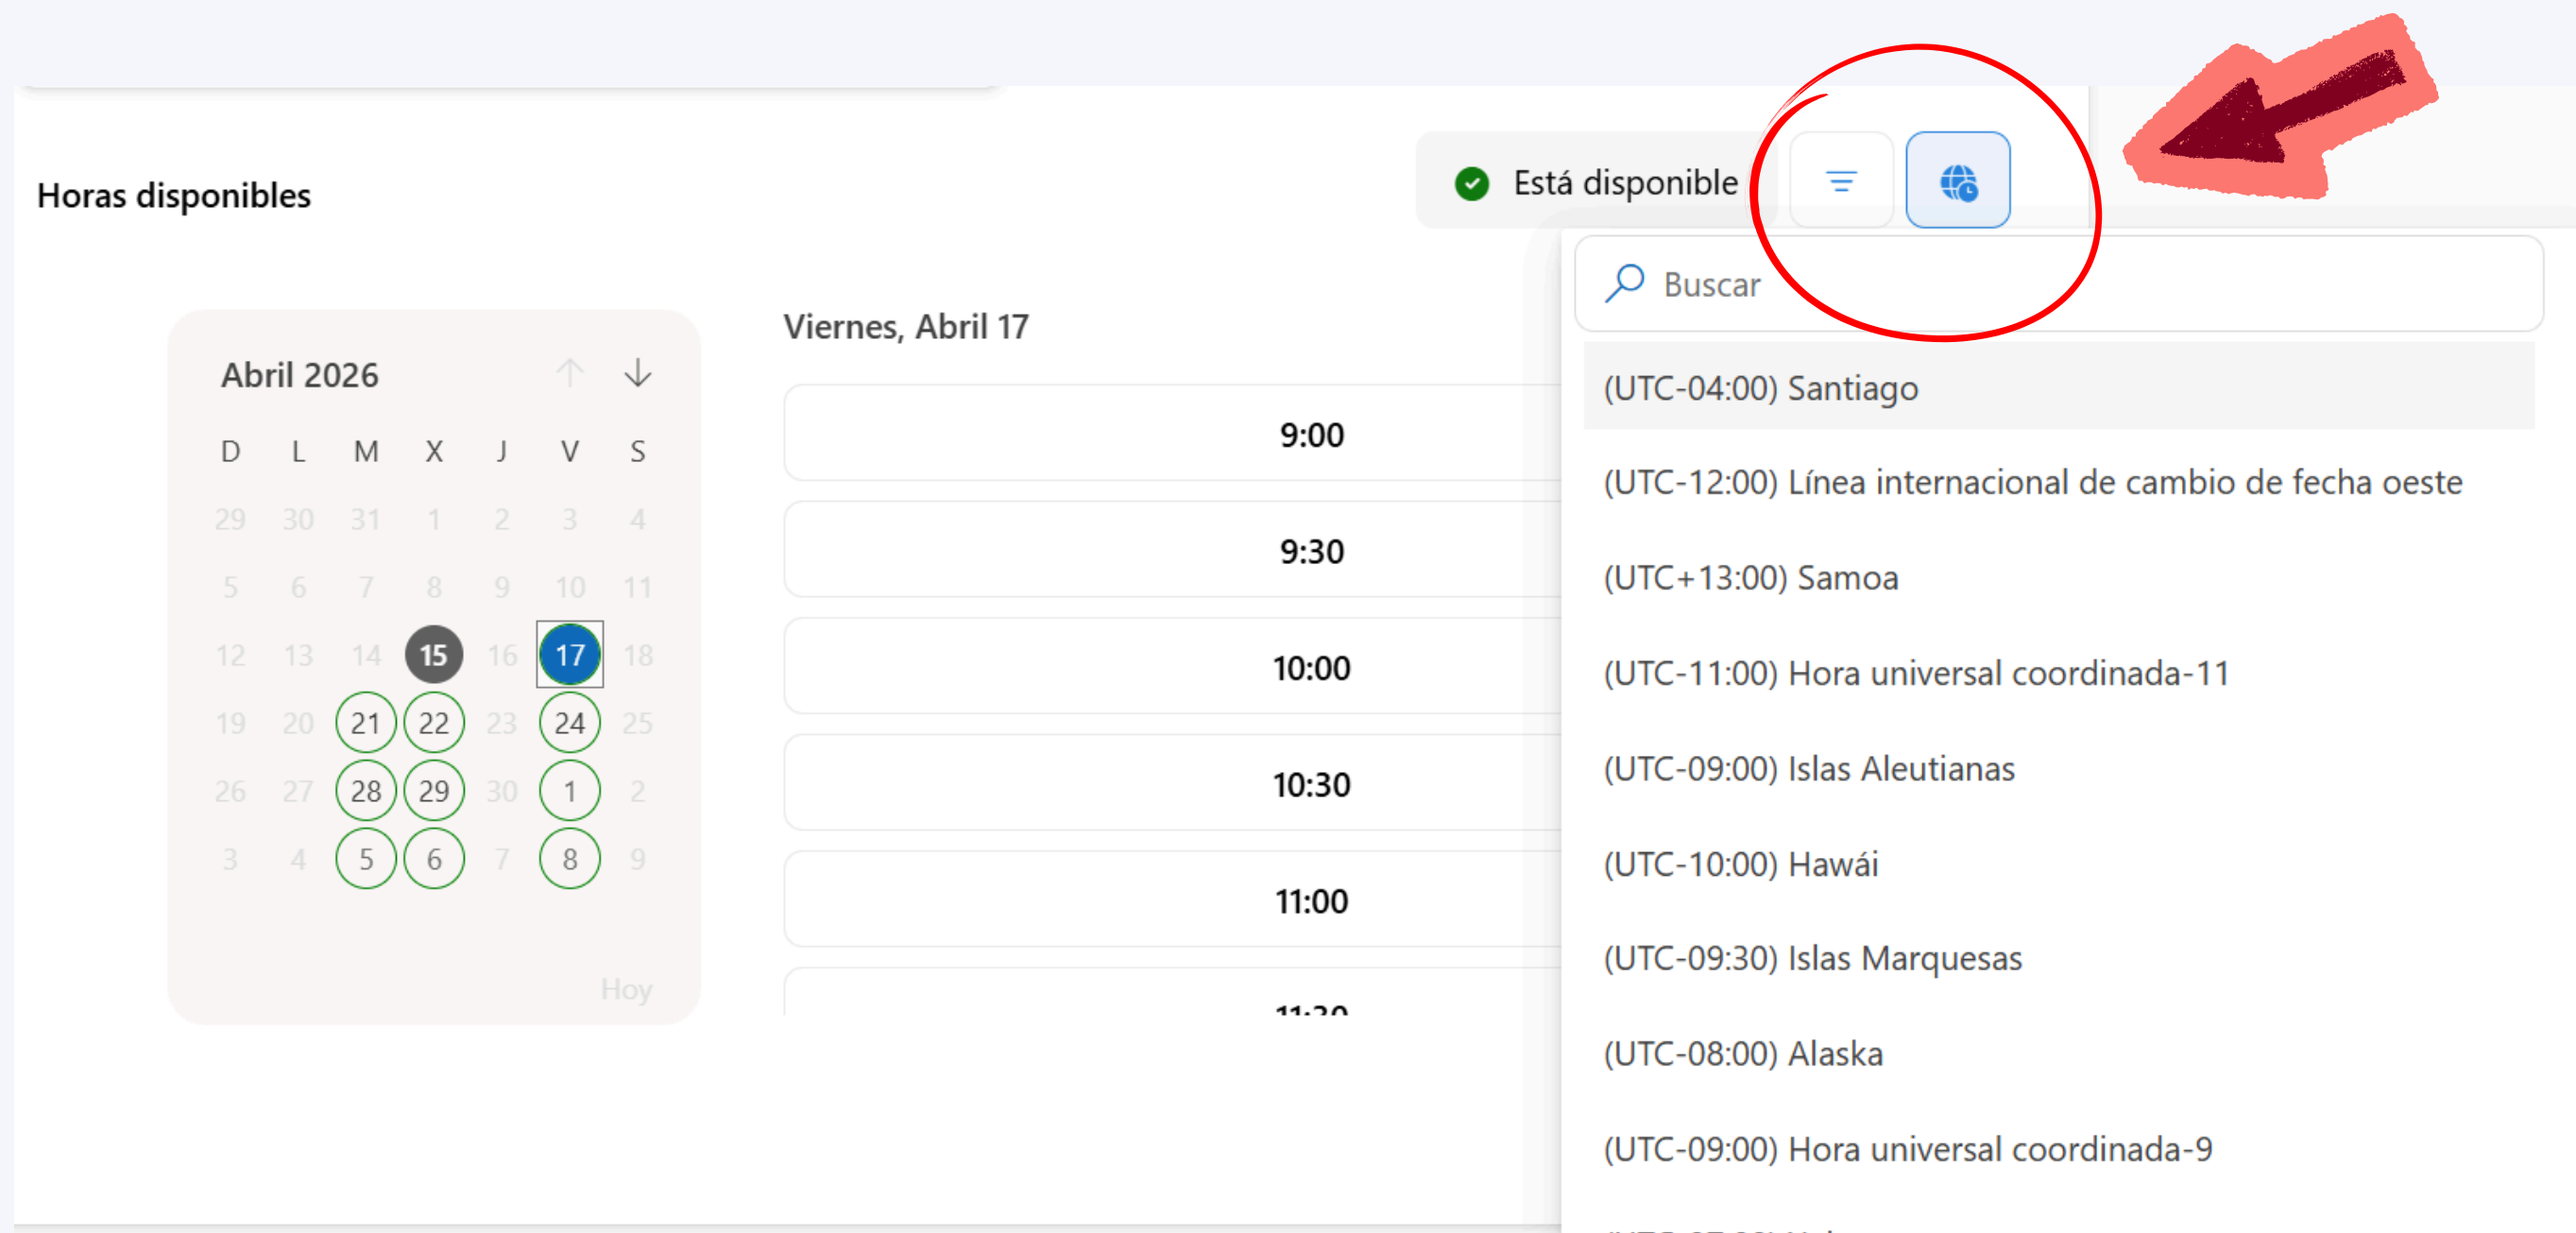 Horas disponibles
Está disponible
Buscar
Abril 2026
D L M X J V S
29 30 31 1 2 3 4
5 6 7 8 9 10 11
12 13 14 15 16 17 18
19 20 21 22 23 24 25
26 27 28 29 30 1 2
3 4 5 6 7 8 9
Hoy
Viernes, Abril 17
9:00
9:30
10:00
10:30
11:00
11:30
(UTC-04:00) Santiago
(UTC-12:00) Línea internacional de cambio de fecha oeste
(UTC+13:00) Samoa
(UTC-11:00) Hora universal coordinada-11
(UTC-09:00) Islas Aleutianas
(UTC-10:00) Hawái
(UTC-09:30) Islas Marquesas
(UTC-08:00) Alaska
(UTC-09:00) Hora universal coordinada-9